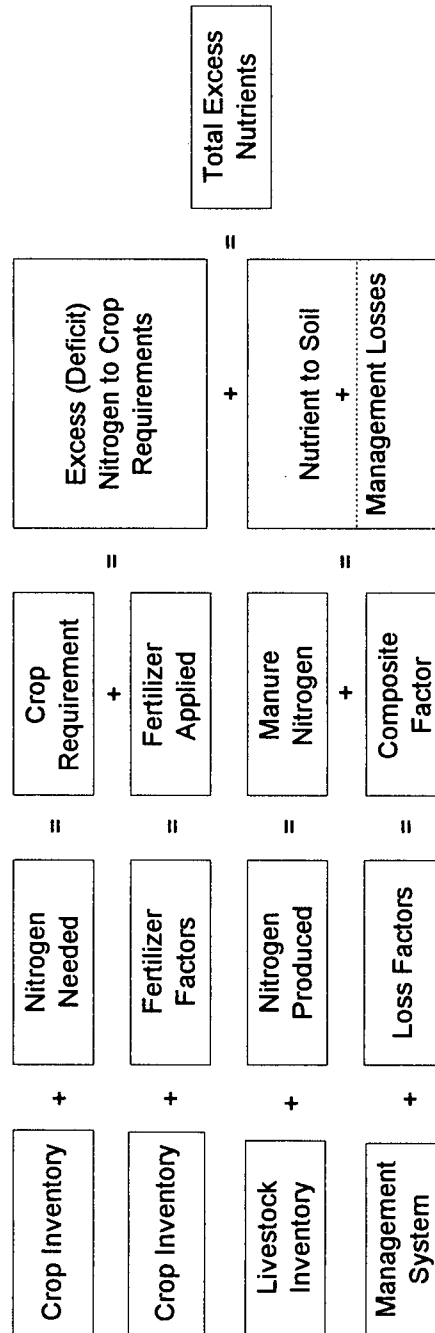 Crop Inventory
+
Nitrogen
Needed
=
Crop
Requirement
+
Crop Inventory
+
Fertilizer
Factors
=
Fertilizer
Applied
=
Excess (Deficit)
Nitrogen to Crop
Requirements
+
Livestock
Inventory
+
Nitrogen
Produced
=
Manure
Nitrogen
+
Management
System
+
Loss Factors
=
Composite
Factor
=
Nutrient to Soil
+
Management Losses
=
Total Excess
Nutrients